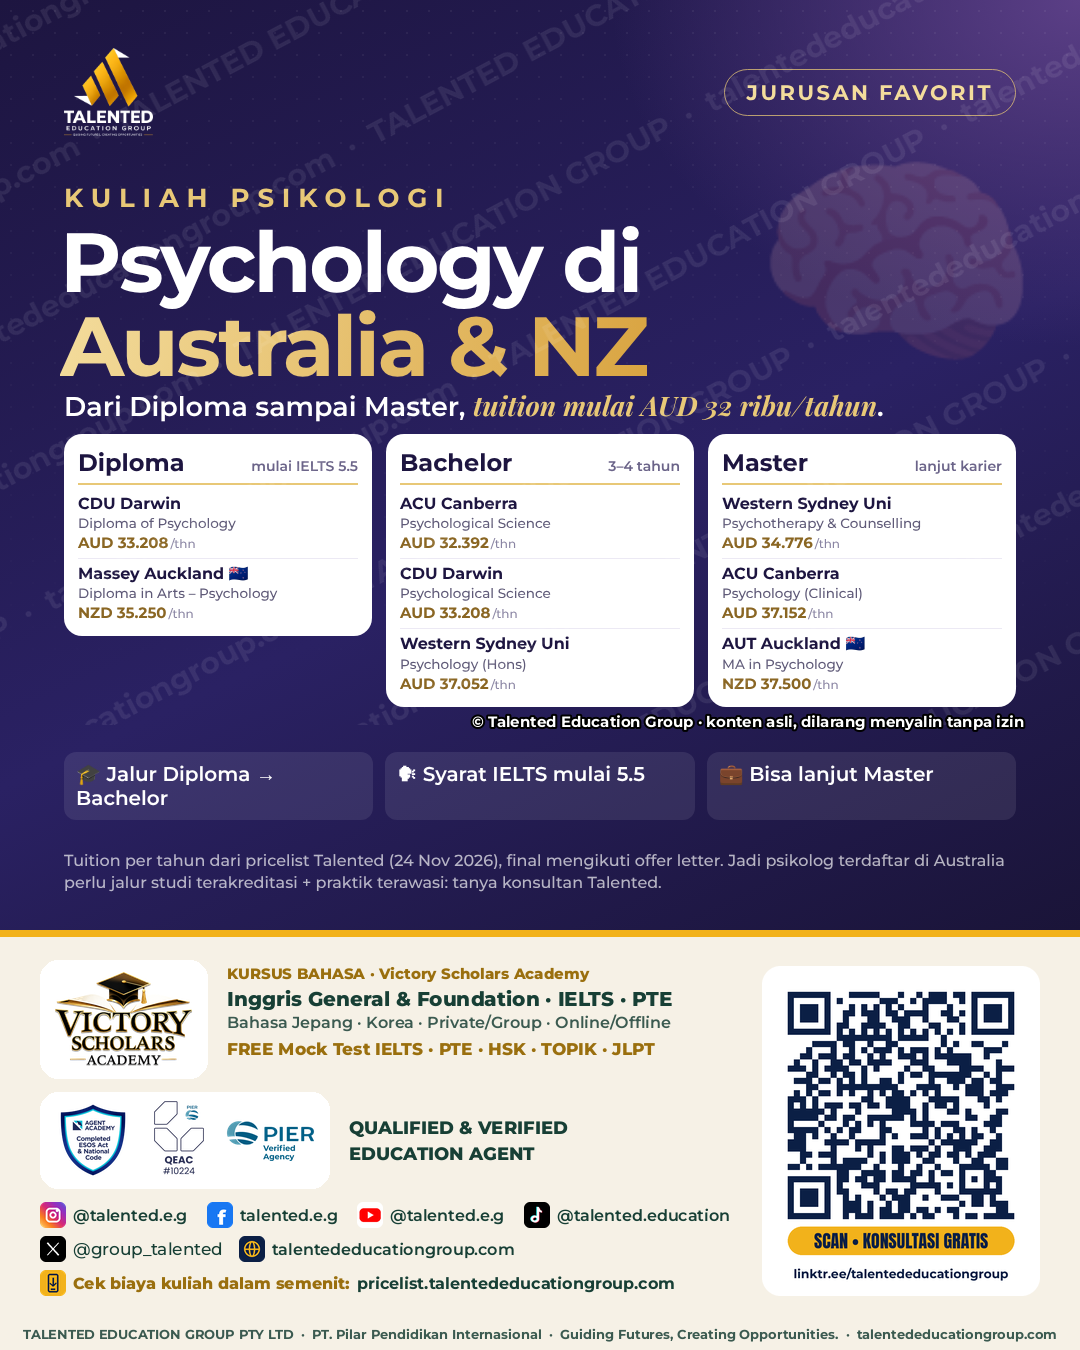 TALENTED
EDUCATION GROUP
JURUSAN FAVORIT
KULIAH PSIKOLOGI
Psychology di
Australia & NZ
Dari Diploma sampai Master, tuition mulai AUD 32 ribu/tahun.
Diploma mulai IELTS 5.5
CDU Darwin
Diploma of Psychology
AUD 33.208/thn
Massey Auckland 🇳🇿
Diploma in Arts – Psychology
NZD 35.250/thn
Bachelor 3–4 tahun
ACU Canberra
Psychological Science
AUD 32.392/thn
CDU Darwin
Psychological Science
AUD 33.208/thn
Western Sydney Uni
Psychology (Hons)
AUD 37.052/thn
Master lanjut karier
Western Sydney Uni
Psychotherapy & Counselling
AUD 34.776/thn
ACU Canberra
Psychology (Clinical)
AUD 37.152/thn
AUT Auckland 🇳🇿
MA in Psychology
NZD 37.500/thn
© Talented Education Group · konten asli, dilarang menyalin tanpa izin
🎓 Jalur Diploma →
Bachelor
🗣 Syarat IELTS mulai 5.5
💼 Bisa lanjut Master
Tuition per tahun dari pricelist Talented (24 Nov 2026), final mengikuti offer letter. Jadi psikolog terdaftar di Australia
perlu jalur studi terakreditasi + praktik terawasi: tanya konsultan Talented.
VICTORY
SCHOLARS
ACADEMY
KURSUS BAHASA · Victory Scholars Academy
Inggris General & Foundation · IELTS · PTE
Bahasa Jepang · Korea · Private/Group · Online/Offline
FREE Mock Test IELTS · PTE · HSK · TOPIK · JLPT
AGENT
ACADEMY
Completed
ESOS Act
& National
Code
PIER
QEAC
#10224
PIER
Verified
Agency
QUALIFIED & VERIFIED
EDUCATION AGENT
@talented.e.g talented.e.g @talented.e.g @talented.education
@group_talented talentededucationgroup.com
Cek biaya kuliah dalam semenit: pricelist.talentededucationgroup.com
SCAN • KONSULTASI GRATIS
linktr.ee/talentededucationgroup
TALENTED EDUCATION GROUP PTY LTD · PT. Pilar Pendidikan Internasional · Guiding Futures, Creating Opportunities. · talentededucationgroup.com